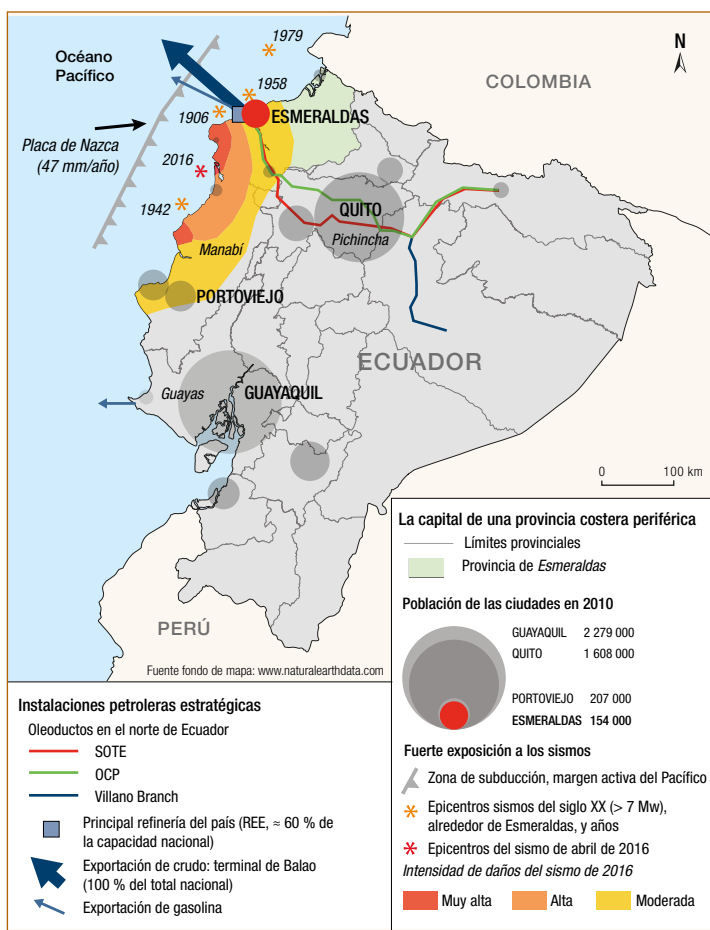 1979
Océano
Pacífico
N
COLOMBIA
1958
1906
ESMERALDAS
Placa de Nazca
(47 mm/año)
2016
1942
QUITO
Pichincha
Manabí
PORTOVIEJO
ECUADOR
Guayas
GUAYAQUIL
0 100 km
PERÚ
Fuente fondo de mapa: www.naturalearthdata.com
La capital de una provincia costera periférica
Límites provinciales
Provincia de Esmeraldas
Población de las ciudades en 2010
GUAYAQUIL 2 279 000
QUITO 1 608 000
PORTOVIEJO 207 000
ESMERALDAS 154 000
Fuerte exposición a los sismos
Zona de subducción, margen activa del Pacífico
Epicentros sismos del siglo XX (> 7 Mw),
alrededor de Esmeraldas, y años
Epicentros del sismo de abril de 2016
Intensidad de daños del sismo de 2016
Muy alta Alta Moderada
Instalaciones petroleras estratégicas
Oleoductos en el norte de Ecuador
SOTE
OCP
Villano Branch
Principal refinería del país (REE, ≈ 60 % de
la capacidad nacional)
Exportación de crudo: terminal de Balao
(100 % del total nacional)
Exportación de gasolina